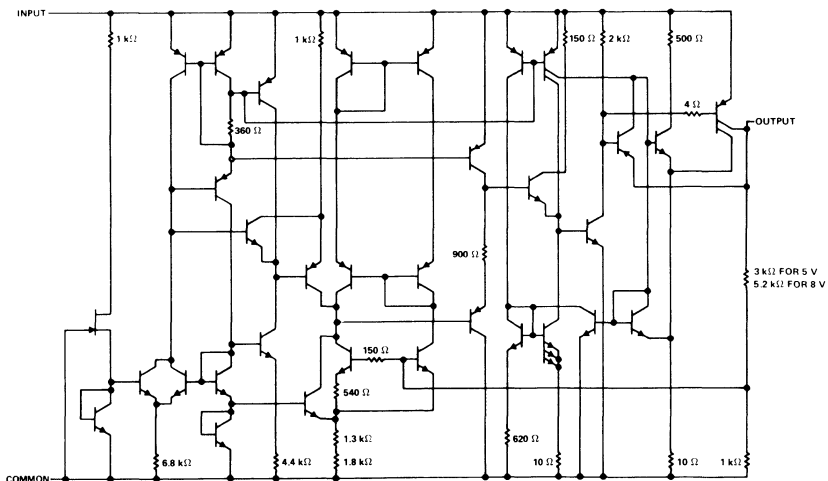 INPUT
1 kΩ
1 kΩ
150 Ω
2 kΩ
500 Ω
4 Ω
OUTPUT
360 Ω
900 Ω
3 kΩ FOR 5 V
5.2 kΩ FOR 8 V
150 Ω
540 Ω
1.3 kΩ
620 Ω
6.8 kΩ
4.4 kΩ
1.8 kΩ
10 Ω
10 Ω
1 kΩ
COMMON